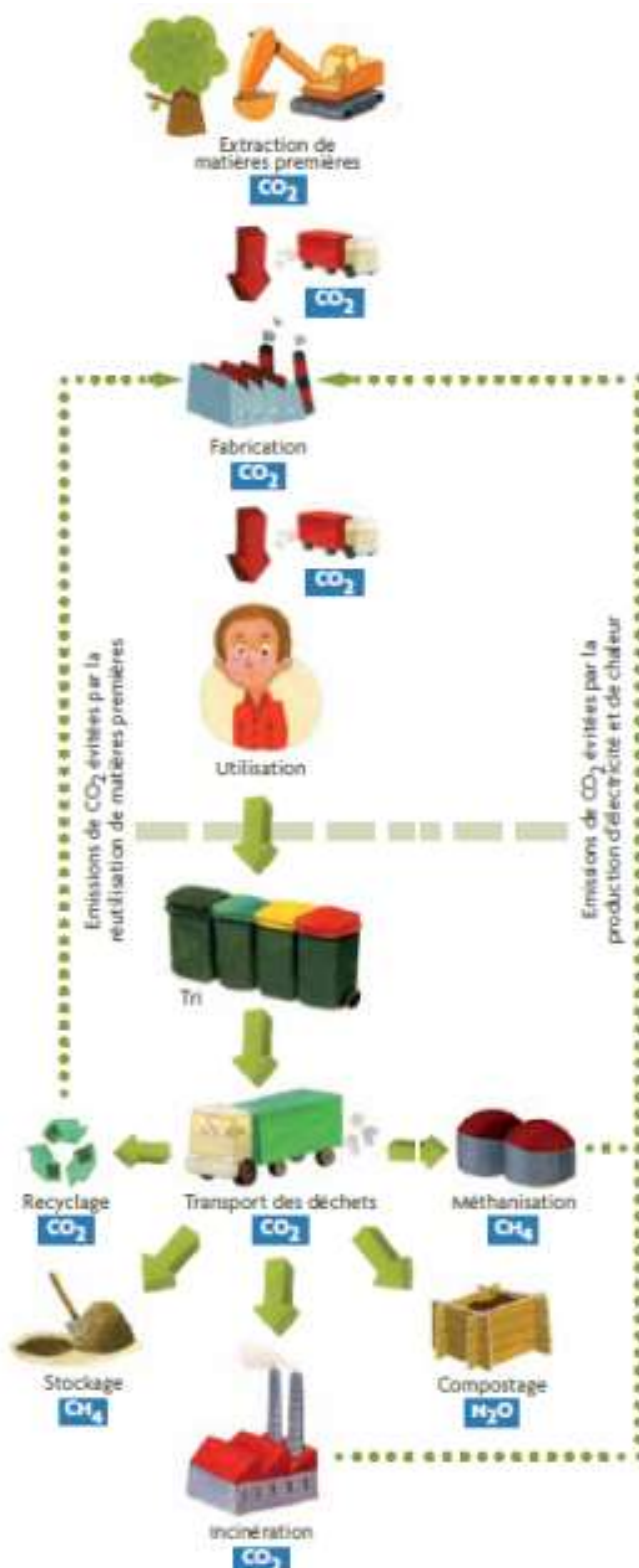 Extraction de
matières premières
CO₂
CO₂
Fabrication
CO₂
CO₂
Utilisation
Emissions de CO₂ évitées par la
réutilisation de matières premières
Emissions de CO₂ évitées par la
production d'électricité et de chaleur
Tri
Recyclage
CO₂
Transport des déchets
CO₂
Méthanisation
CH₄
Stockage
CH₄
Compostage
N₂O
Incinération
CO₂